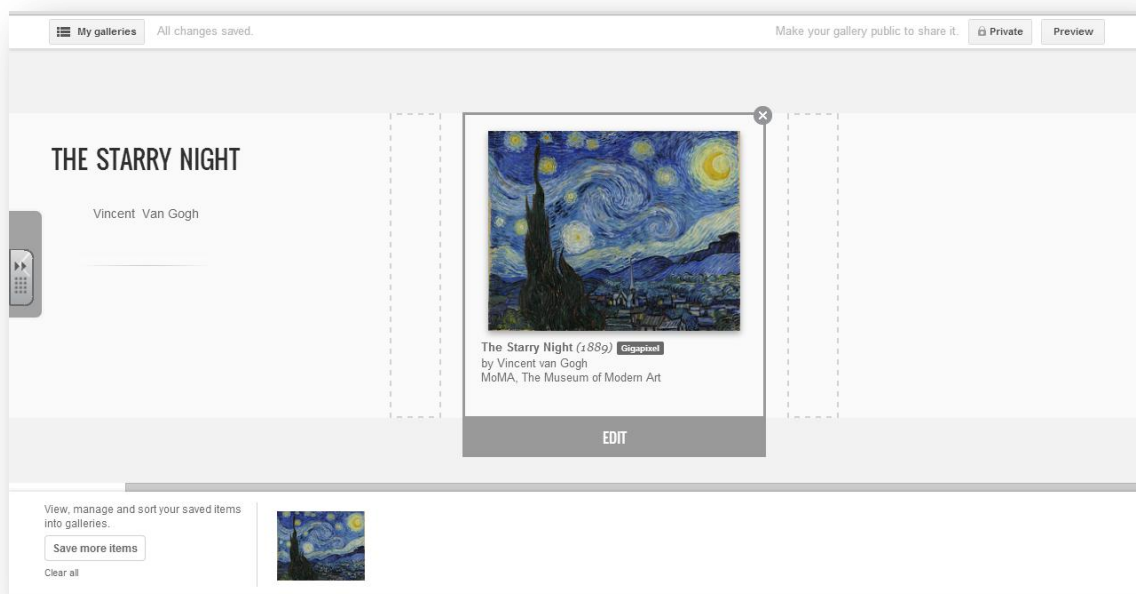 My galleries All changes saved. Make your gallery public to share it. Private Preview
THE STARRY NIGHT
Vincent Van Gogh
The Starry Night (1889) Gigapixel
by Vincent van Gogh
MoMA, The Museum of Modern Art
EDIT
View, manage and sort your saved items
into galleries.
Save more items
Clear all